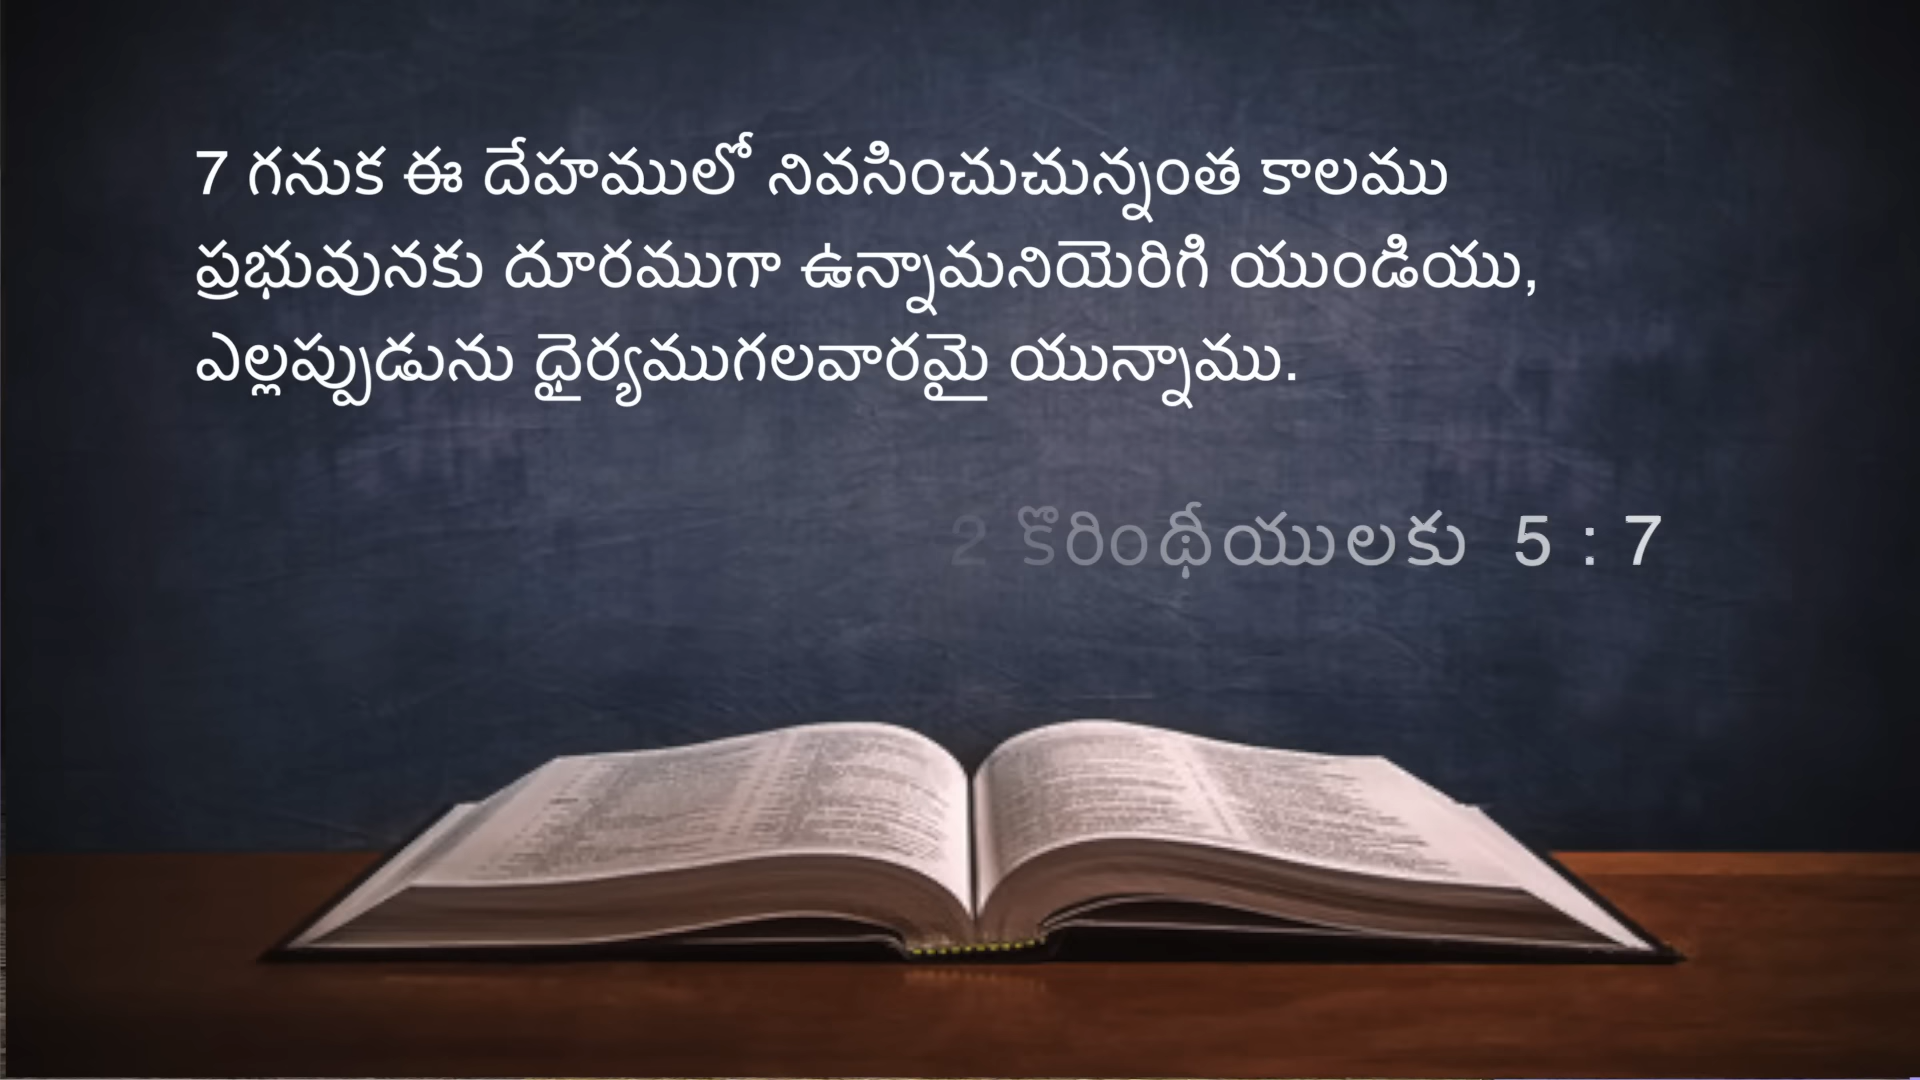 7 గనుక ఈ దేహములో నివసించుచున్నంత కాలము
ప్రభువునకు దూరముగా ఉన్నామనియెరిగి యుండియు,
ఎల్లప్పుడును ధైర్యముగలవారమై యున్నాము.
2 కొరింథీయులకు 5 : 7